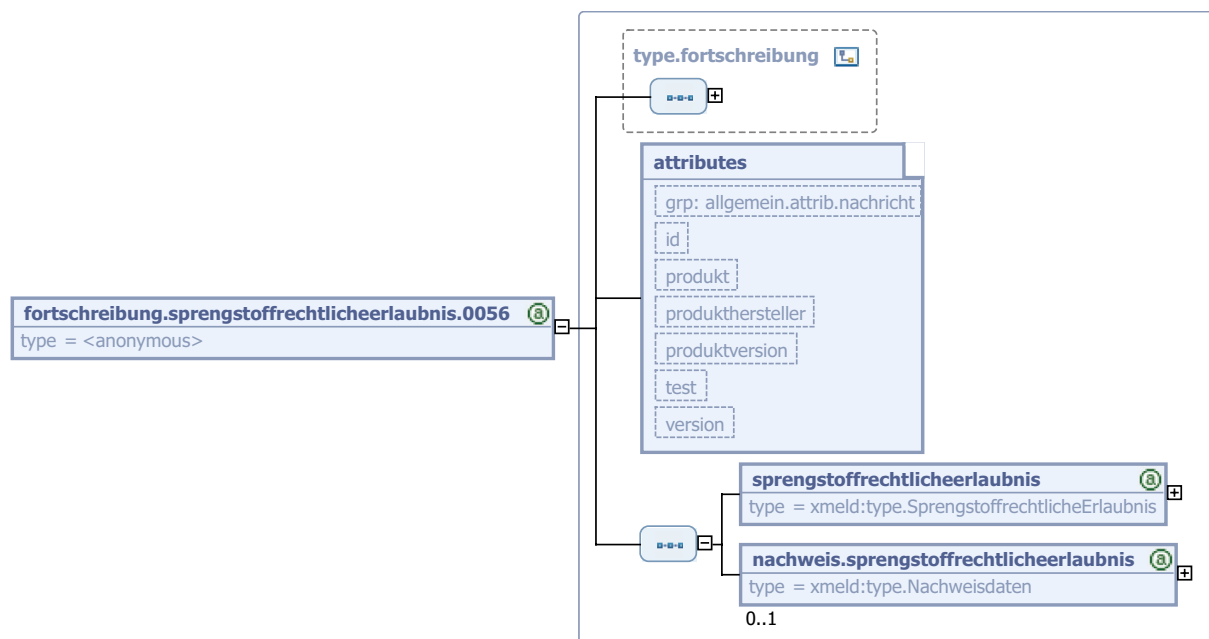 type.fortschreibung
attributes
grp: allgemein.attrib.nachricht
id
produkt
produkthersteller
produktversion
test
version
fortschreibung.sprengstoffrechtlicheerlaubnis.0056
type = <anonymous>
sprengstoffrechtlicheerlaubnis
type = xmeld:type.SprengstoffrechtlicheErlaubnis
nachweis.sprengstoffrechtlicheerlaubnis
type = xmeld:type.Nachweisdaten
0..1